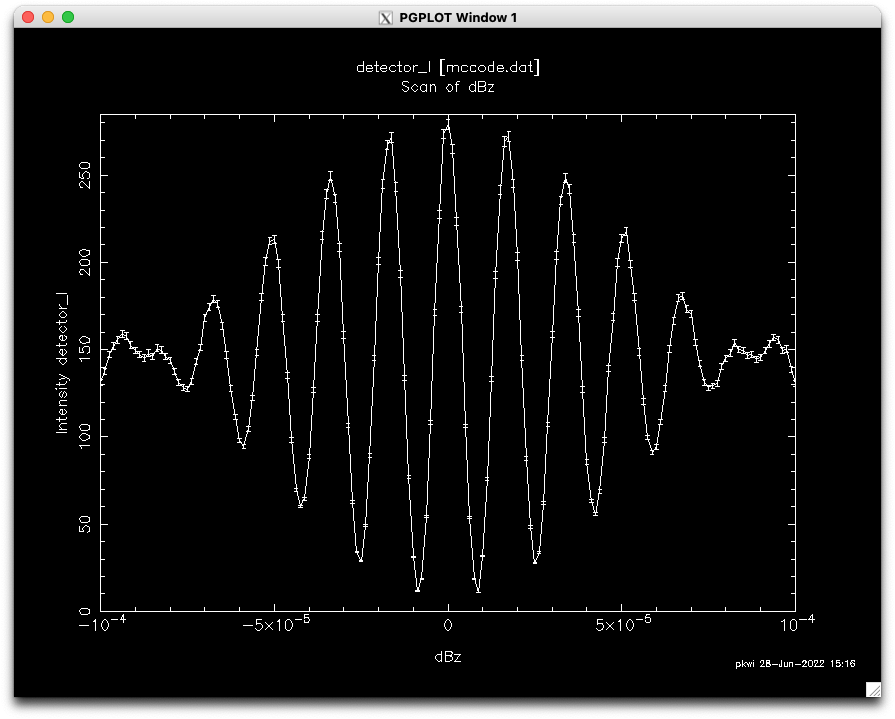 PGPLOT Window 1
detector_I [mccode.dat]
Scan of dBz
Intensity detector_I
250
200
150
100
50
0
−10⁻⁴
−5×10⁻⁵
0
5×10⁻⁵
10⁻⁴
dBz
pkwi 28-Jun-2022 15:16